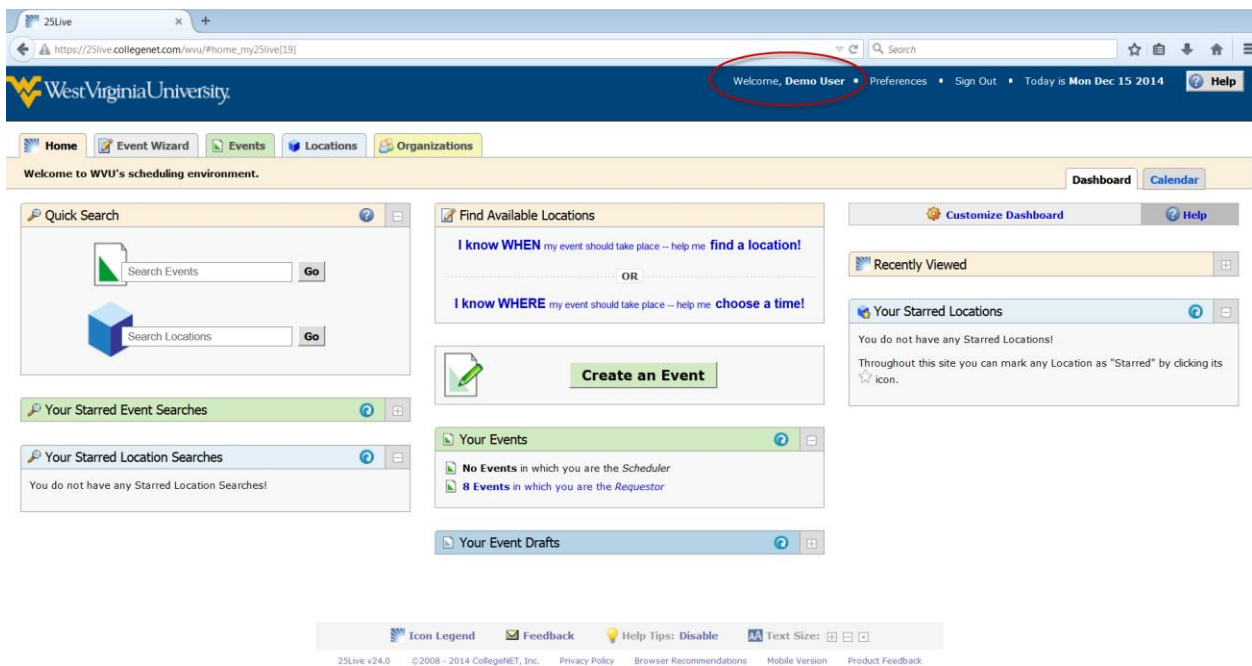 25Live
https://25live.collegenet.com/wvu/#home_my25live[19]
Search
WestVirginiaUniversity.
Welcome, Demo User ▪ Preferences ▪ Sign Out ▪ Today is Mon Dec 15 2014
Help
Home
Event Wizard
Events
Locations
Organizations
Welcome to WVU's scheduling environment.
Dashboard
Calendar
Quick Search
Search Events
Go
Search Locations
Go
Your Starred Event Searches
Your Starred Location Searches
You do not have any Starred Location Searches!
Find Available Locations
I know WHEN my event should take place -- help me find a location!
OR
I know WHERE my event should take place -- help me choose a time!
Create an Event
Your Events
No Events in which you are the Scheduler
8 Events in which you are the Requestor
Your Event Drafts
Customize Dashboard
Help
Recently Viewed
Your Starred Locations
You do not have any Starred Locations!
Throughout this site you can mark any Location as "Starred" by clicking its
icon.
Icon Legend
Feedback
Help Tips: Disable
AA Text Size:
25Live v24.0 ©2008 - 2014 CollegeNET, Inc. Privacy Policy Browser Recommendations Mobile Version Product Feedback